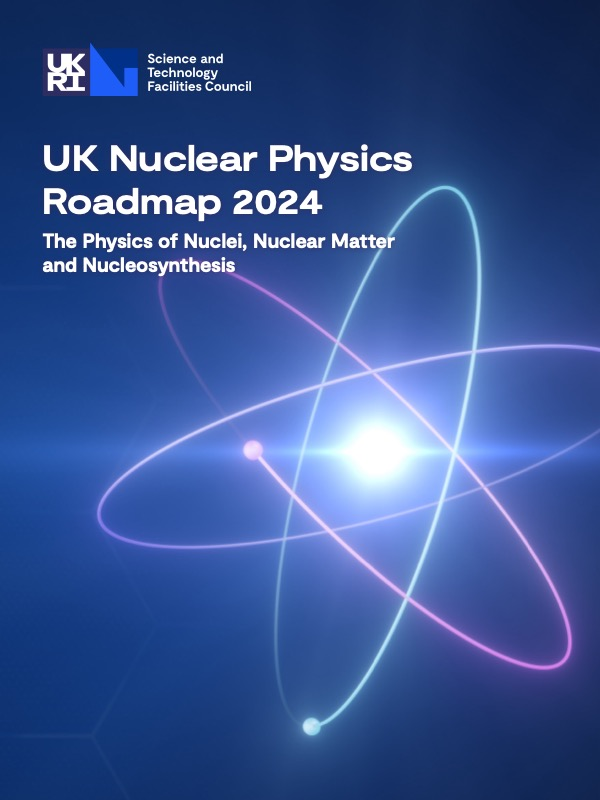 UK
RI
Science and
Technology
Facilities Council
UK Nuclear Physics
Roadmap 2024
The Physics of Nuclei, Nuclear Matter
and Nucleosynthesis